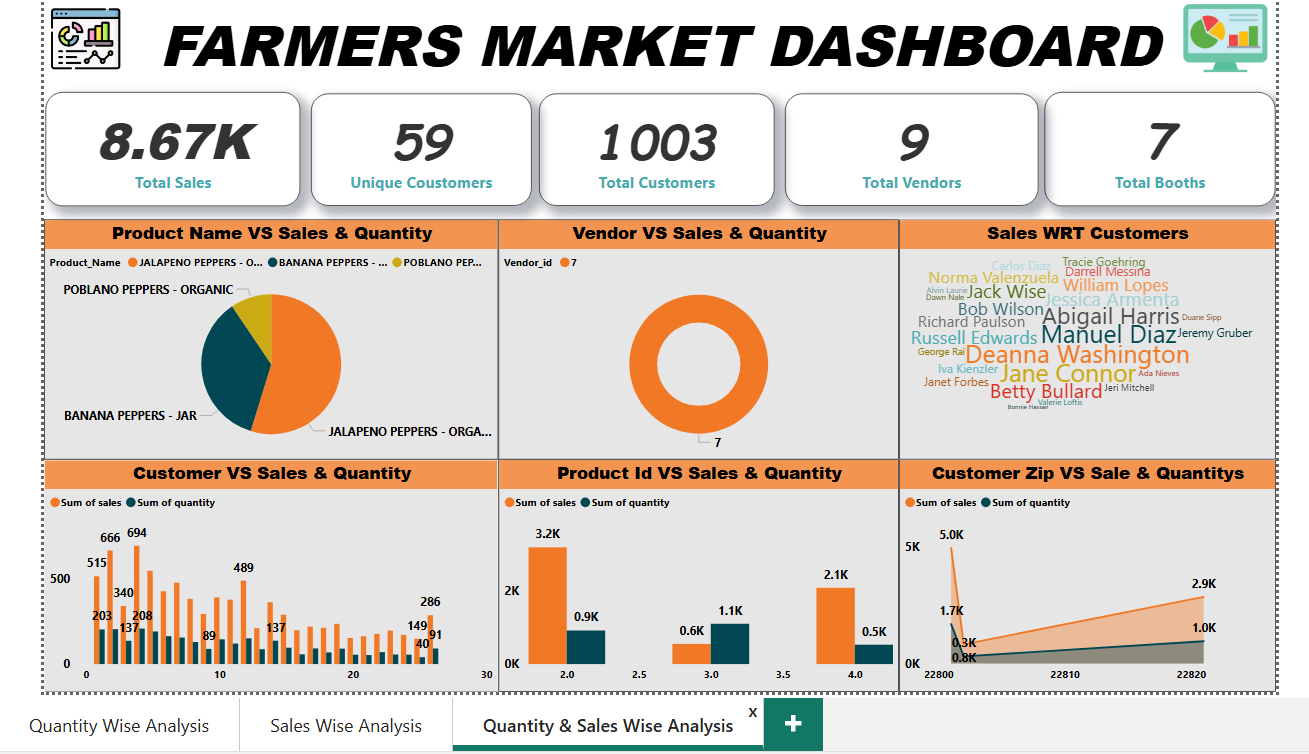 FARMERS MARKET DASHBOARD
8.67K
Total Sales
59
Unique Coustomers
1003
Total Customers
9
Total Vendors
7
Total Booths
Product Name VS Sales & Quantity
Product_Name JALAPENO PEPPERS - O... BANANA PEPPERS - ... POBLANO PEP...
POBLANO PEPPERS - ORGANIC
BANANA PEPPERS - JAR
JALAPENO PEPPERS - ORGA...
Vendor VS Sales & Quantity
Vendor_id 7
7
Sales WRT Customers
Carlos Diaz
Tracie Goehring
Darrell Messina
Norma Valenzuela
William Lopes
Alvin Laurie
Jack Wise
Dawn Nale
Jessica Armenta
Bob Wilson
Abigail Harris
Duane Sipp
Richard Paulson
Manuel Diaz
Jeremy Gruber
Russell Edwards
George Rai
Deanna Washington
Iva Kienzler
Jane Connor
Ada Nieves
Janet Forbes
Betty Bullard
Jeri Mitchell
Valerie Loftis
Bonnie Hassan
Customer VS Sales & Quantity
Sum of sales Sum of quantity
666 694
515
489
500
340
286
203 137 208 137 149
89 40 91
0
0 10 20 30
Product Id VS Sales & Quantity
Sum of sales Sum of quantity
3.2K
2.1K
2K
0.9K 0.6K 1.1K 0.5K
0K
2.0 2.5 3.0 3.5 4.0
Customer Zip VS Sale & Quantitys
Sum of sales Sum of quantity
5.0K
5K
2.9K
1.7K
1.0K
0.3K
0.8K
0K
22800 22810 22820
Quantity Wise Analysis
Sales Wise Analysis
Quantity & Sales Wise Analysis
x
+